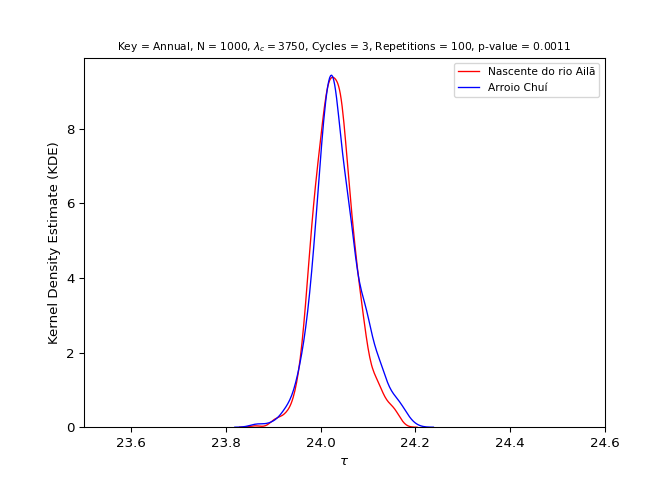 Key = Annual, N = 1000, λc = 3750, Cycles = 3, Repetitions = 100, p-value = 0.0011
Nascente do rio Ailã
Arroio Chuí
Kernel Density Estimate (KDE)
8
6
4
2
0
23.6 23.8 24.0 24.2 24.4 24.6
τ